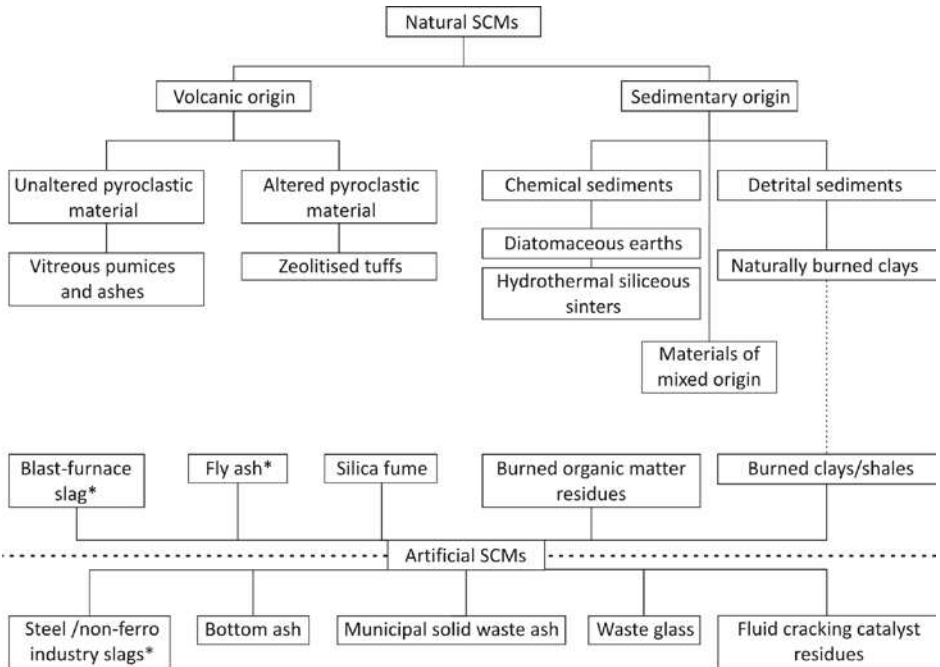 Natural SCMs
Volcanic origin
Sedimentary origin
Unaltered pyroclastic
material
Altered pyroclastic
material
Chemical sediments
Detrital sediments
Vitreous pumices
and ashes
Zeolitised tuffs
Diatomaceous earths
Hydrothermal siliceous
sinters
Naturally burned clays
Materials of
mixed origin
Blast-furnace
slag*
Fly ash*
Silica fume
Burned organic matter
residues
Burned clays/shales
Artificial SCMs
Steel /non-ferro
industry slags*
Bottom ash
Municipal solid waste ash
Waste glass
Fluid cracking catalyst
residues